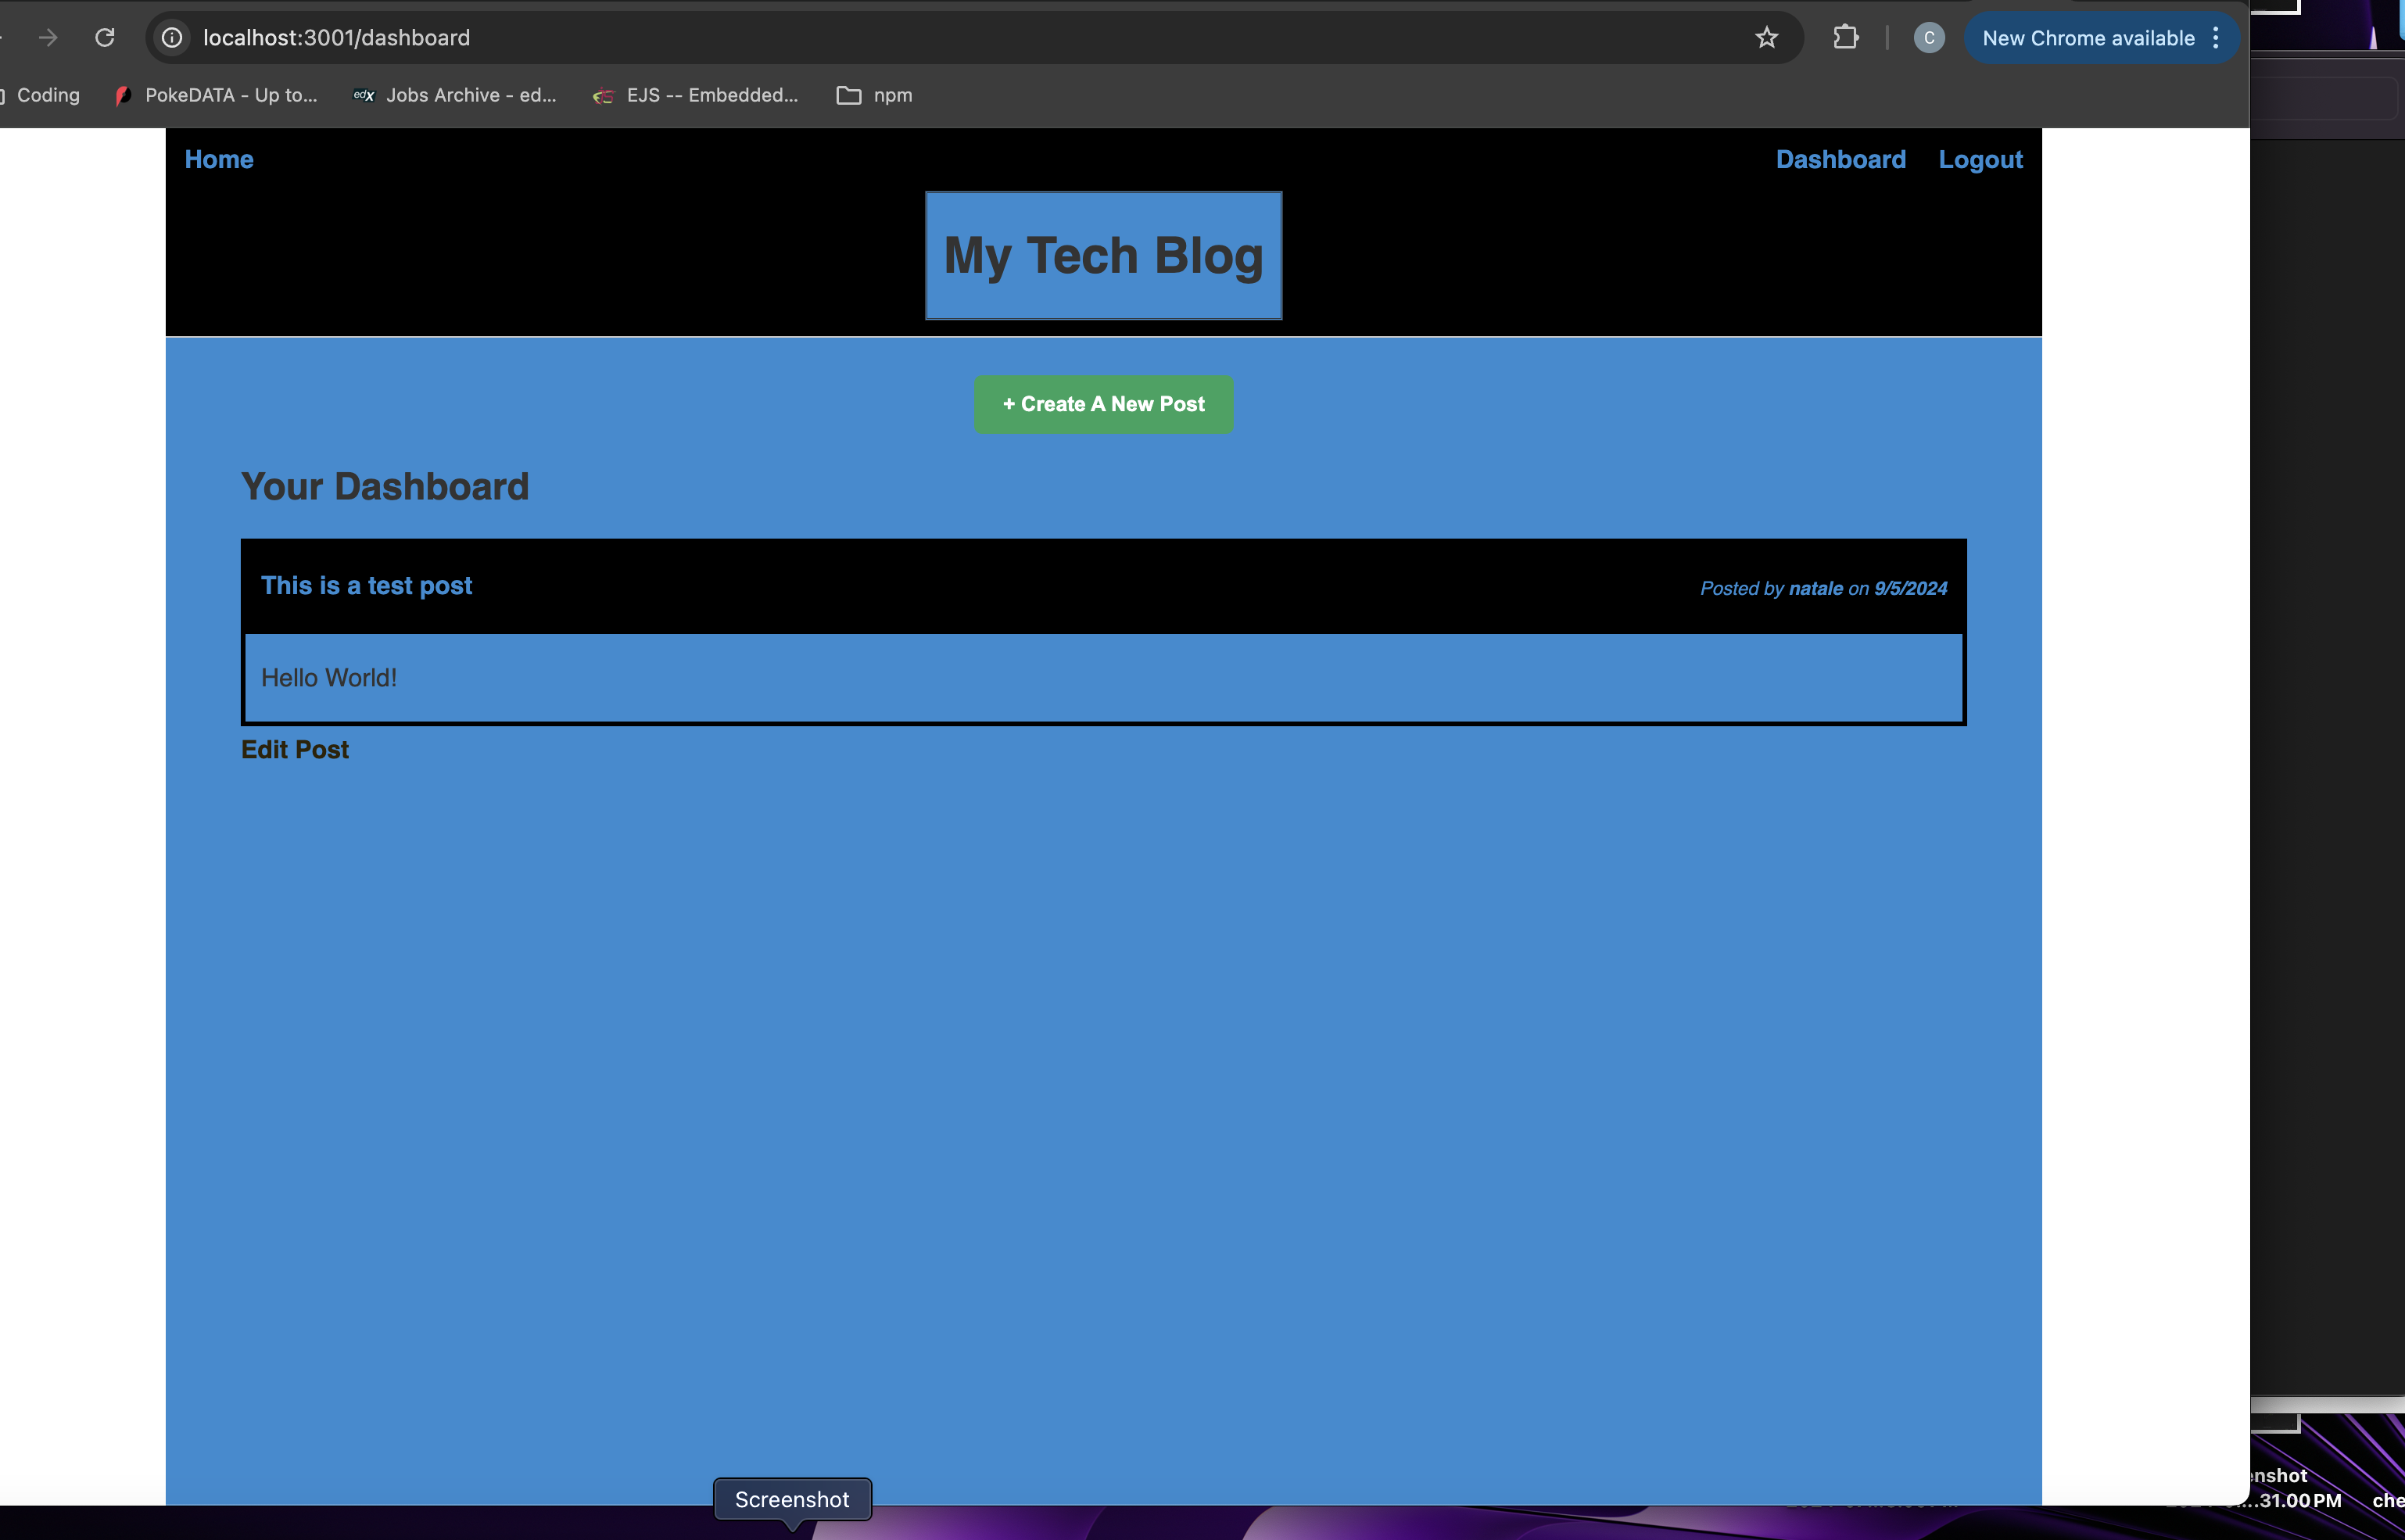 localhost:3001/dashboard
New Chrome available
C
Coding
PokeDATA - Up to...
edX Jobs Archive - ed...
EJS -- Embedded...
npm
Home
Dashboard
Logout
My Tech Blog
+ Create A New Post
Your Dashboard
This is a test post
Posted by natale on 9/5/2024
Hello World!
Edit Post
Screenshot
enshot
...31.00 PM
che